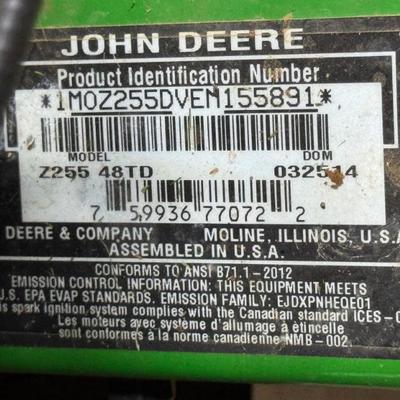 JOHN DEERE
Product Identification Number
*1M0Z255DVEM155891*
MODEL DOM
Z255 48TD 032514
7 59936 77072 2
DEERE & COMPANY MOLINE, ILLINOIS, U.S.A
ASSEMBLED IN U.S.A.
CONFORMS TO ANSI B71.1-2012
EMISSION CONTROL INFORMATION: THIS EQUIPMENT MEETS
U.S. EPA EVAP STANDARDS. EMISSION FAMILY: EJDXPNHEQE01
his spark ignition system complies with the Canadian standard ICES-0
Les moteurs avec système d'allumage à étincelle
sont conformes à la norme canadienne NMB-002.